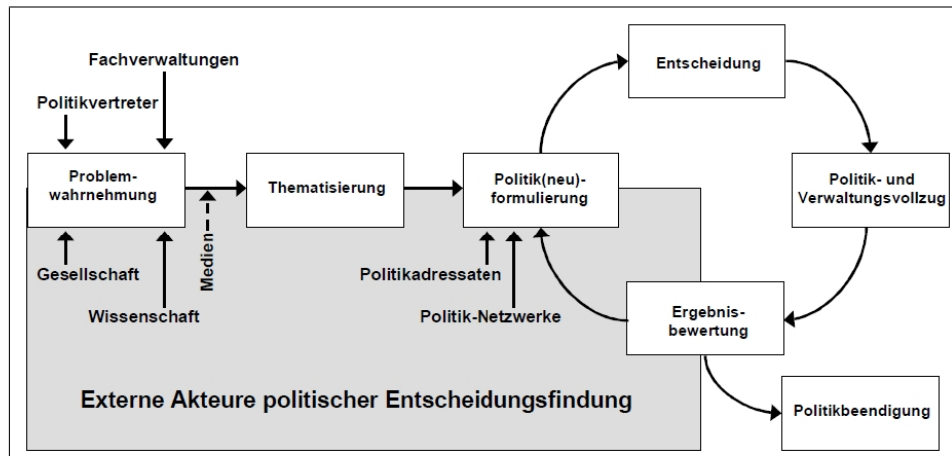 Fachverwaltungen
Politikvertreter
Problem-
wahrnehmung
Thematisierung
Politik(neu)-
formulierung
Entscheidung
Politik- und
Verwaltungsvollzug
Medien
Gesellschaft
Wissenschaft
Politikadressaten
Politik-Netzwerke
Ergebnis-
bewertung
Externe Akteure politischer Entscheidungsfindung
Politikbeendigung